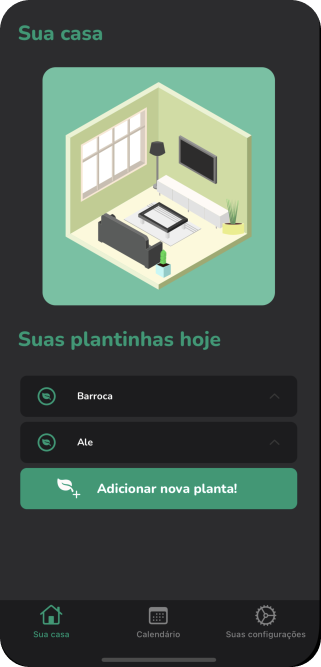 Sua casa
Suas plantinhas hoje
Barroca
Ale
Adicionar nova planta!
Sua casa
Calendário
Suas configurações